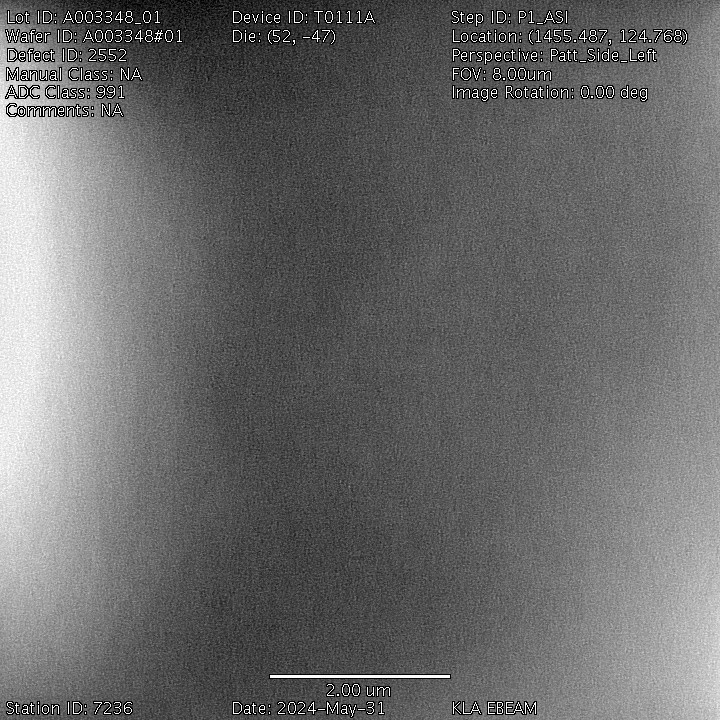 Lot ID: A003348_01
Wafer ID: A003348#01
Defect ID: 2552
Manual Class: NA
ADC Class: 991
Comments: NA
Device ID: T0111A
Die: (52, -47)
Step ID: P1_ASI
Location: (1455.487, 124.768)
Perspective: Patt_Side_Left
FOV: 8.00um
Image Rotation: 0.00 deg
2.00 um
Station ID: 7236
Date: 2024-May-31
KLA EBEAM